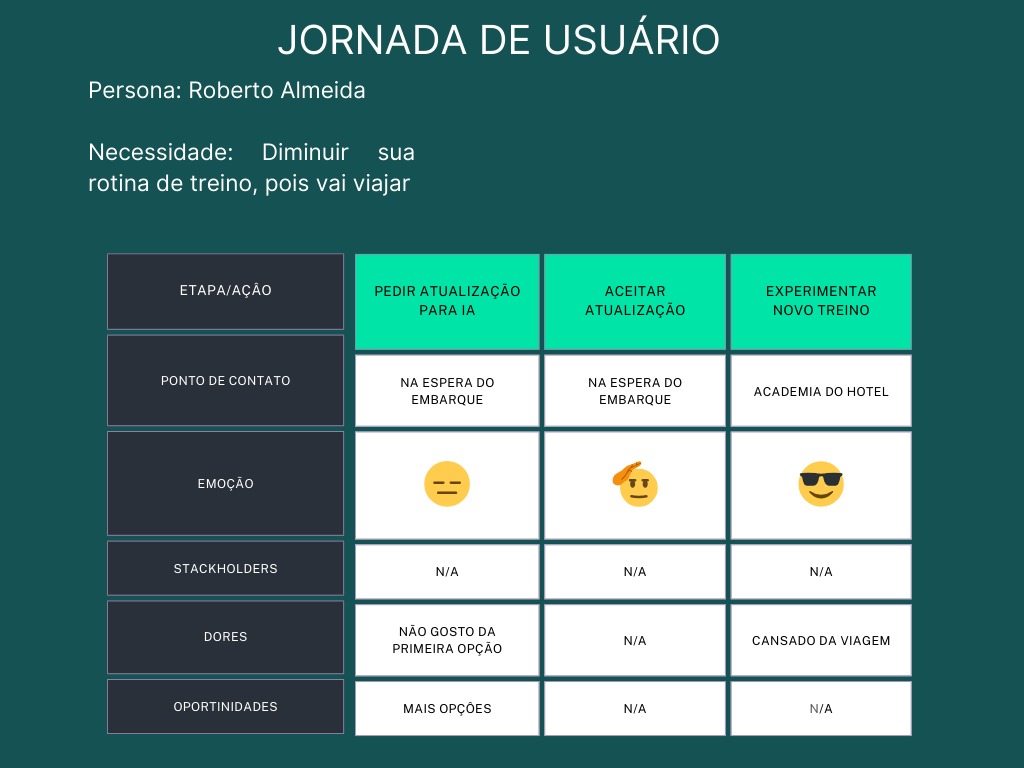 JORNADA DE USUÁRIO
Persona: Roberto Almeida
Necessidade: Diminuir sua
rotina de treino, pois vai viajar
ETAPA/AÇÃO
PEDIR ATUALIZAÇÃO
PARA IA
ACEITAR
ATUALIZAÇÃO
EXPERIMENTAR
NOVO TREINO
PONTO DE CONTATO
NA ESPERA DO
EMBARQUE
NA ESPERA DO
EMBARQUE
ACADEMIA DO HOTEL
EMOÇÃO
STACKHOLDERS
N/A
N/A
N/A
DORES
NÃO GOSTO DA
PRIMEIRA OPÇÃO
N/A
CANSADO DA VIAGEM
OPORTINIDADES
MAIS OPÇÕES
N/A
N/A